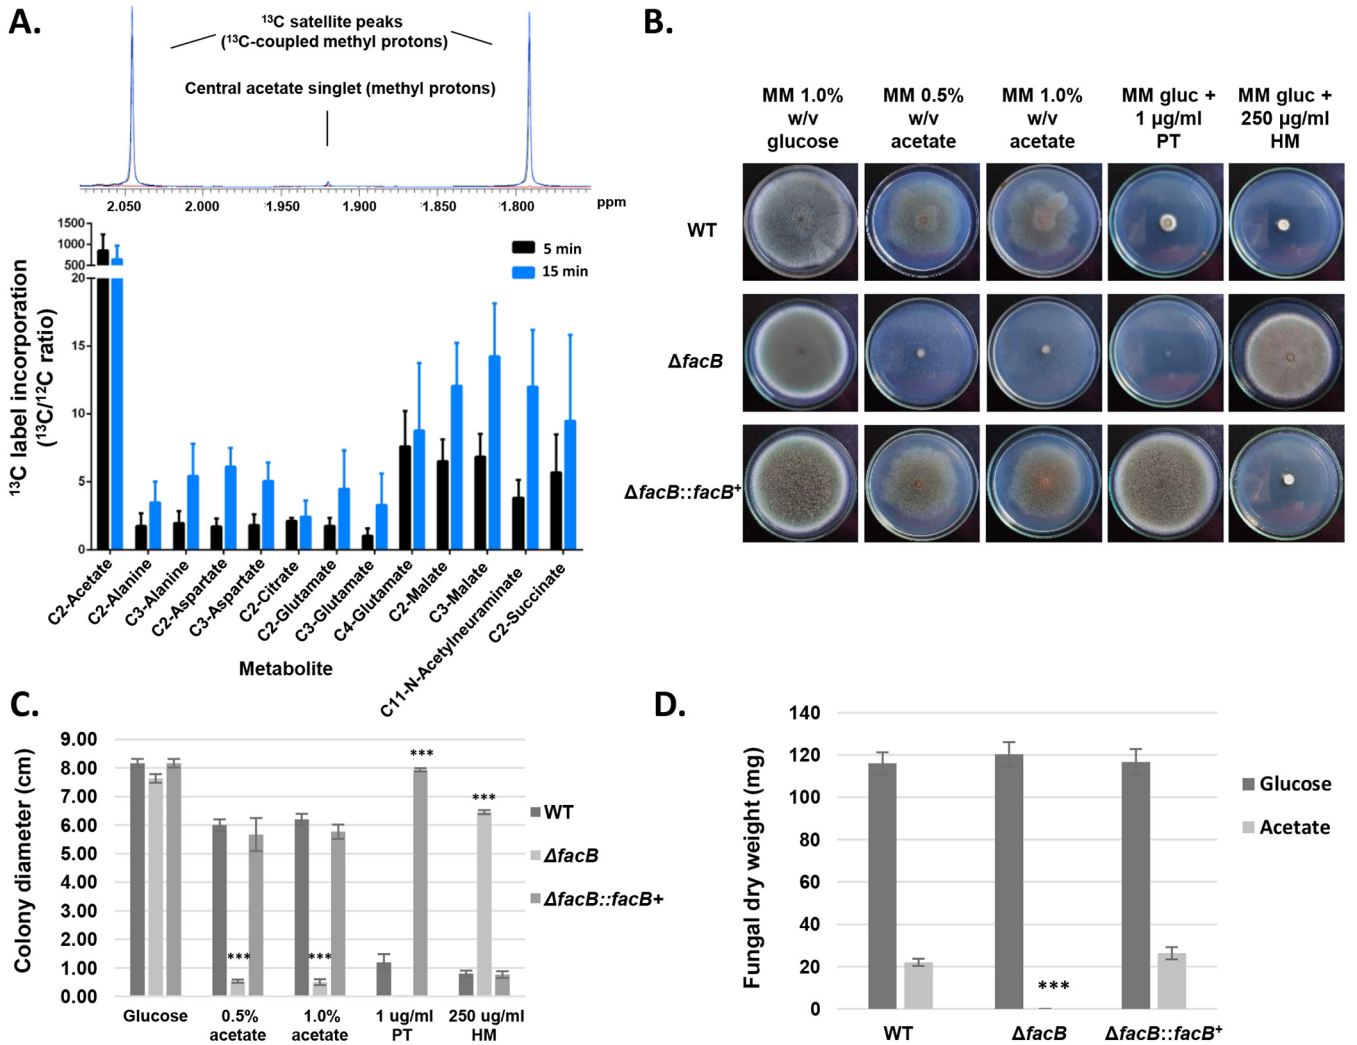 A.
¹³C satellite peaks
(¹³C-coupled methyl protons)
Central acetate singlet (methyl protons)
2.050 2.000 1.950 1.900 1.850 1.800 ppm
1500
1000
500
20
15
10
5
0
5 min
15 min
¹³C label incorporation
(¹³C/¹²C ratio)
C2-Acetate
C2-Alanine
C3-Alanine
C2-Aspartate
C3-Aspartate
C2-Citrate
C2-Glutamate
C3-Glutamate
C4-Glutamate
C2-Malate
C3-Malate
C11-N-Acetylneuraminate
C2-Succinate
Metabolite
B.
MM 1.0%
w/v
glucose
MM 0.5%
w/v
acetate
MM 1.0%
w/v
acetate
MM gluc +
1 μg/ml
PT
MM gluc +
250 μg/ml
HM
WT
ΔfacB
ΔfacB::facB⁺
C.
Colony diameter (cm)
9.00
8.00
7.00
6.00
5.00
4.00
3.00
2.00
1.00
0.00
***
***
***
***
Glucose
0.5%
acetate
1.0%
acetate
1 ug/ml
PT
250 ug/ml
HM
WT
ΔfacB
ΔfacB::facB+
D.
Fungal dry weight (mg)
140
120
100
80
60
40
20
0
***
WT
ΔfacB
ΔfacB::facB⁺
Glucose
Acetate